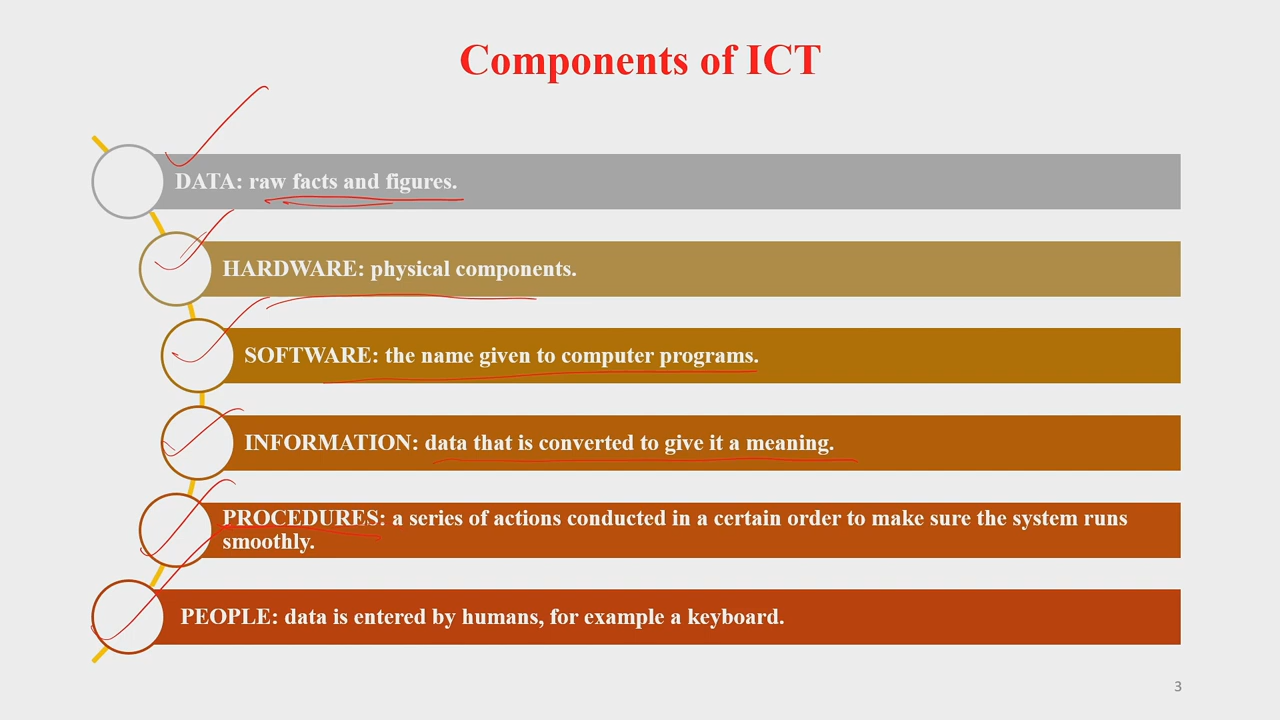 Components of ICT
DATA: raw facts and figures.
HARDWARE: physical components.
SOFTWARE: the name given to computer programs.
INFORMATION: data that is converted to give it a meaning.
PROCEDURES: a series of actions conducted in a certain order to make sure the system runs
smoothly.
PEOPLE: data is entered by humans, for example a keyboard.
3